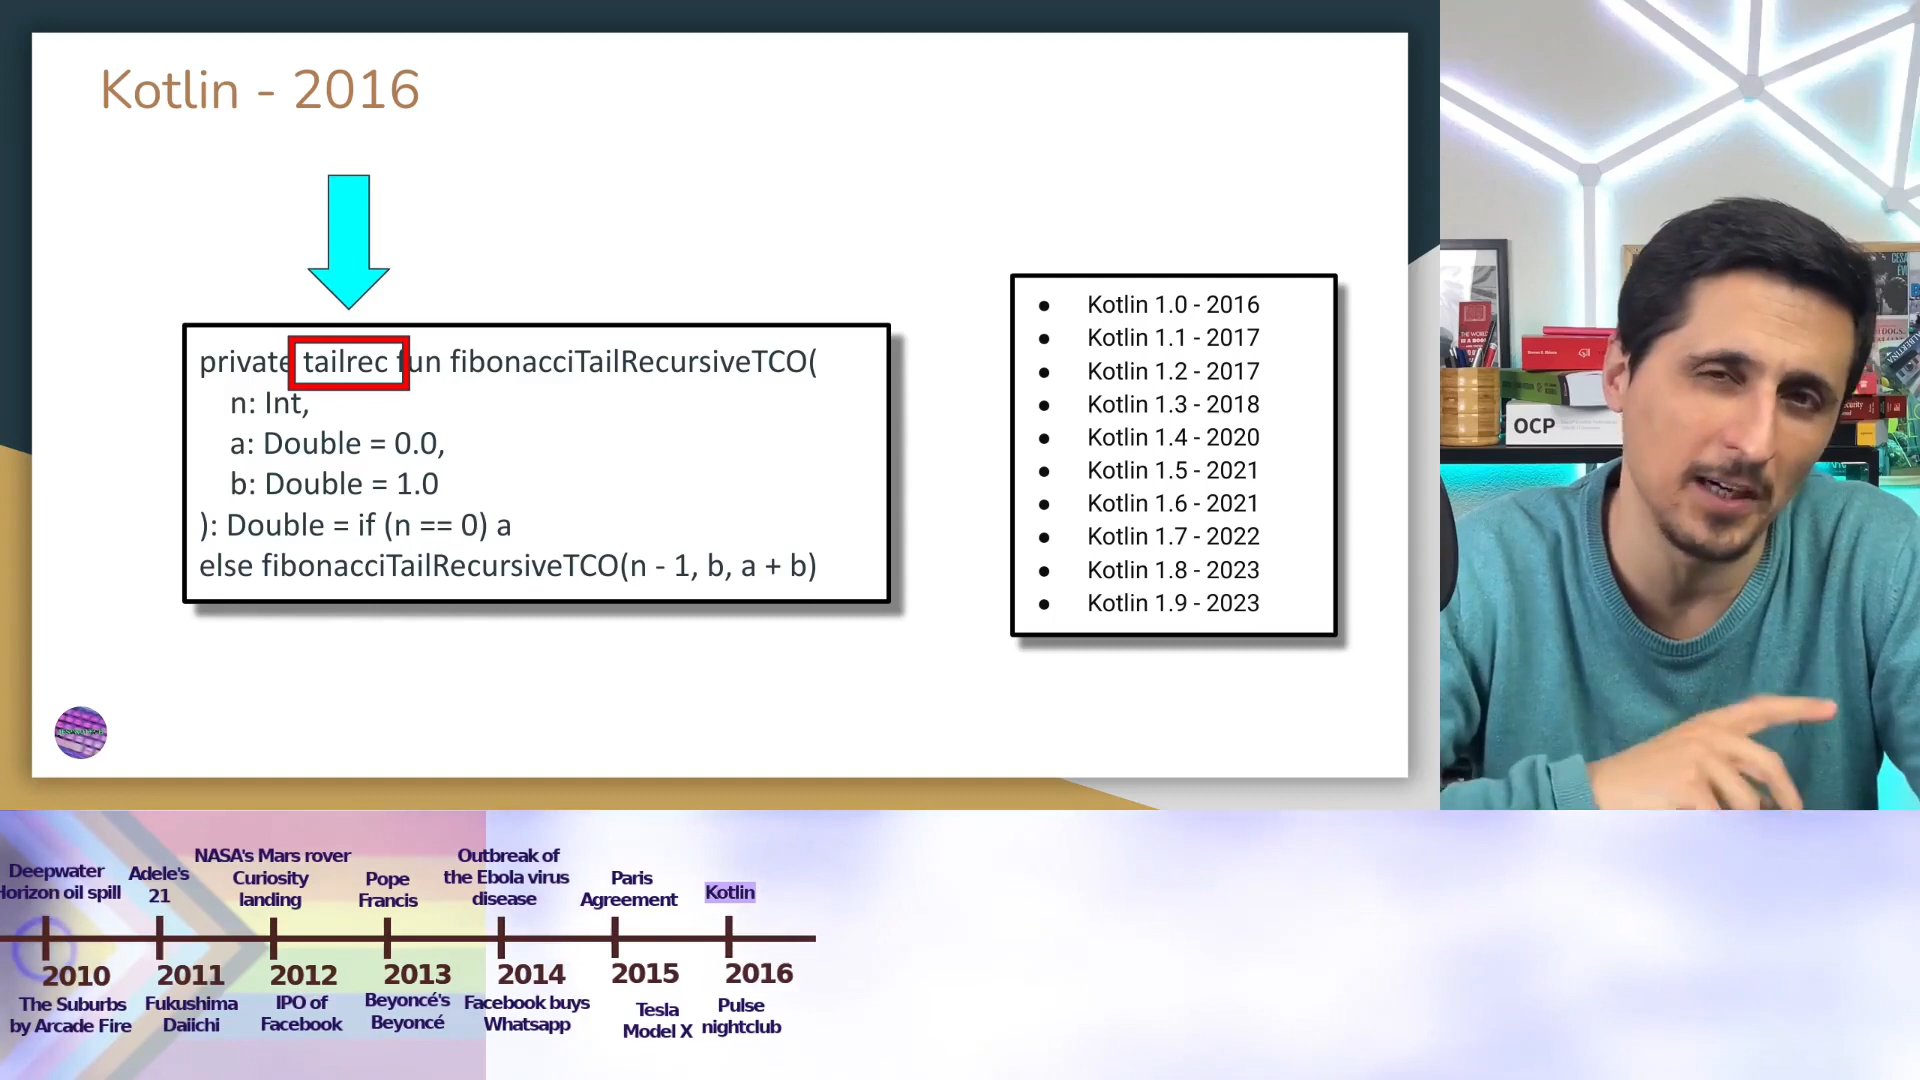 Kotlin - 2016
private tailrec fun fibonacciTailRecursiveTCO(
n: Int,
a: Double = 0.0,
b: Double = 1.0
): Double = if (n == 0) a
else fibonacciTailRecursiveTCO(n - 1, b, a + b)
● Kotlin 1.0 - 2016
● Kotlin 1.1 - 2017
● Kotlin 1.2 - 2017
● Kotlin 1.3 - 2018
● Kotlin 1.4 - 2020
● Kotlin 1.5 - 2021
● Kotlin 1.6 - 2021
● Kotlin 1.7 - 2022
● Kotlin 1.8 - 2023
● Kotlin 1.9 - 2023
OCP
Deepwater
Horizon oil spill
Adele's
21
NASA's Mars rover
Curiosity
landing
Pope
Francis
Outbreak of
the Ebola virus
disease
Paris
Agreement
Kotlin
2010
2011
2012
2013
2014
2015
2016
The Suburbs
by Arcade Fire
Fukushima
Daiichi
IPO of
Facebook
Beyoncé's
Beyoncé
Facebook buys
Whatsapp
Tesla
Model X
Pulse
nightclub